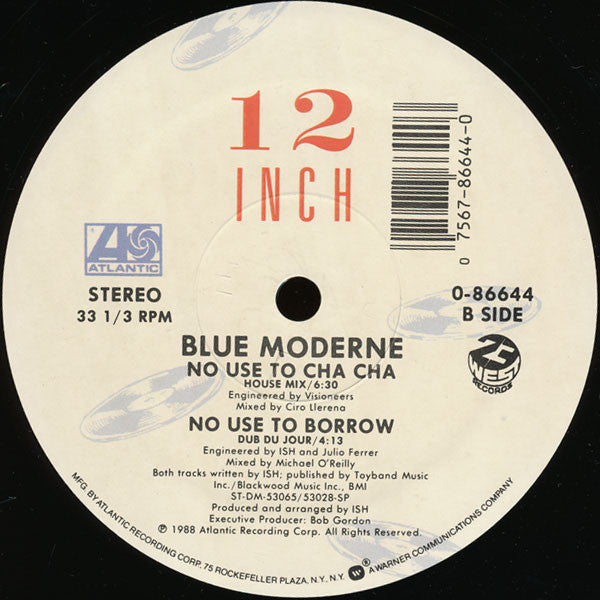 12
INCH
0 7567-86644-0
ATLANTIC
STEREO
33 1/3 RPM
0-86644
B SIDE
25
WEST
RECORDS
BLUE MODERNE
NO USE TO CHA CHA
HOUSE MIX/6:30
Engineered by Visioneers
Mixed by Ciro Llerena
NO USE TO BORROW
DUB DU JOUR/4:13
Engineered by ISH and Julio Ferrer
Mixed by Michael O'Reilly
Both tracks written by ISH; published by Toyband Music
Inc./Blackwood Music Inc., BMI
ST-DM-53065/53028-SP
Produced and arranged by ISH
Executive Producer: Bob Gordon
℗ 1988 Atlantic Recording Corp. All Rights Reserved.
MFG. BY ATLANTIC RECORDING CORP. 75 ROCKEFELLER PLAZA, N.Y. N.Y. ® A WARNER COMMUNICATIONS COMPANY